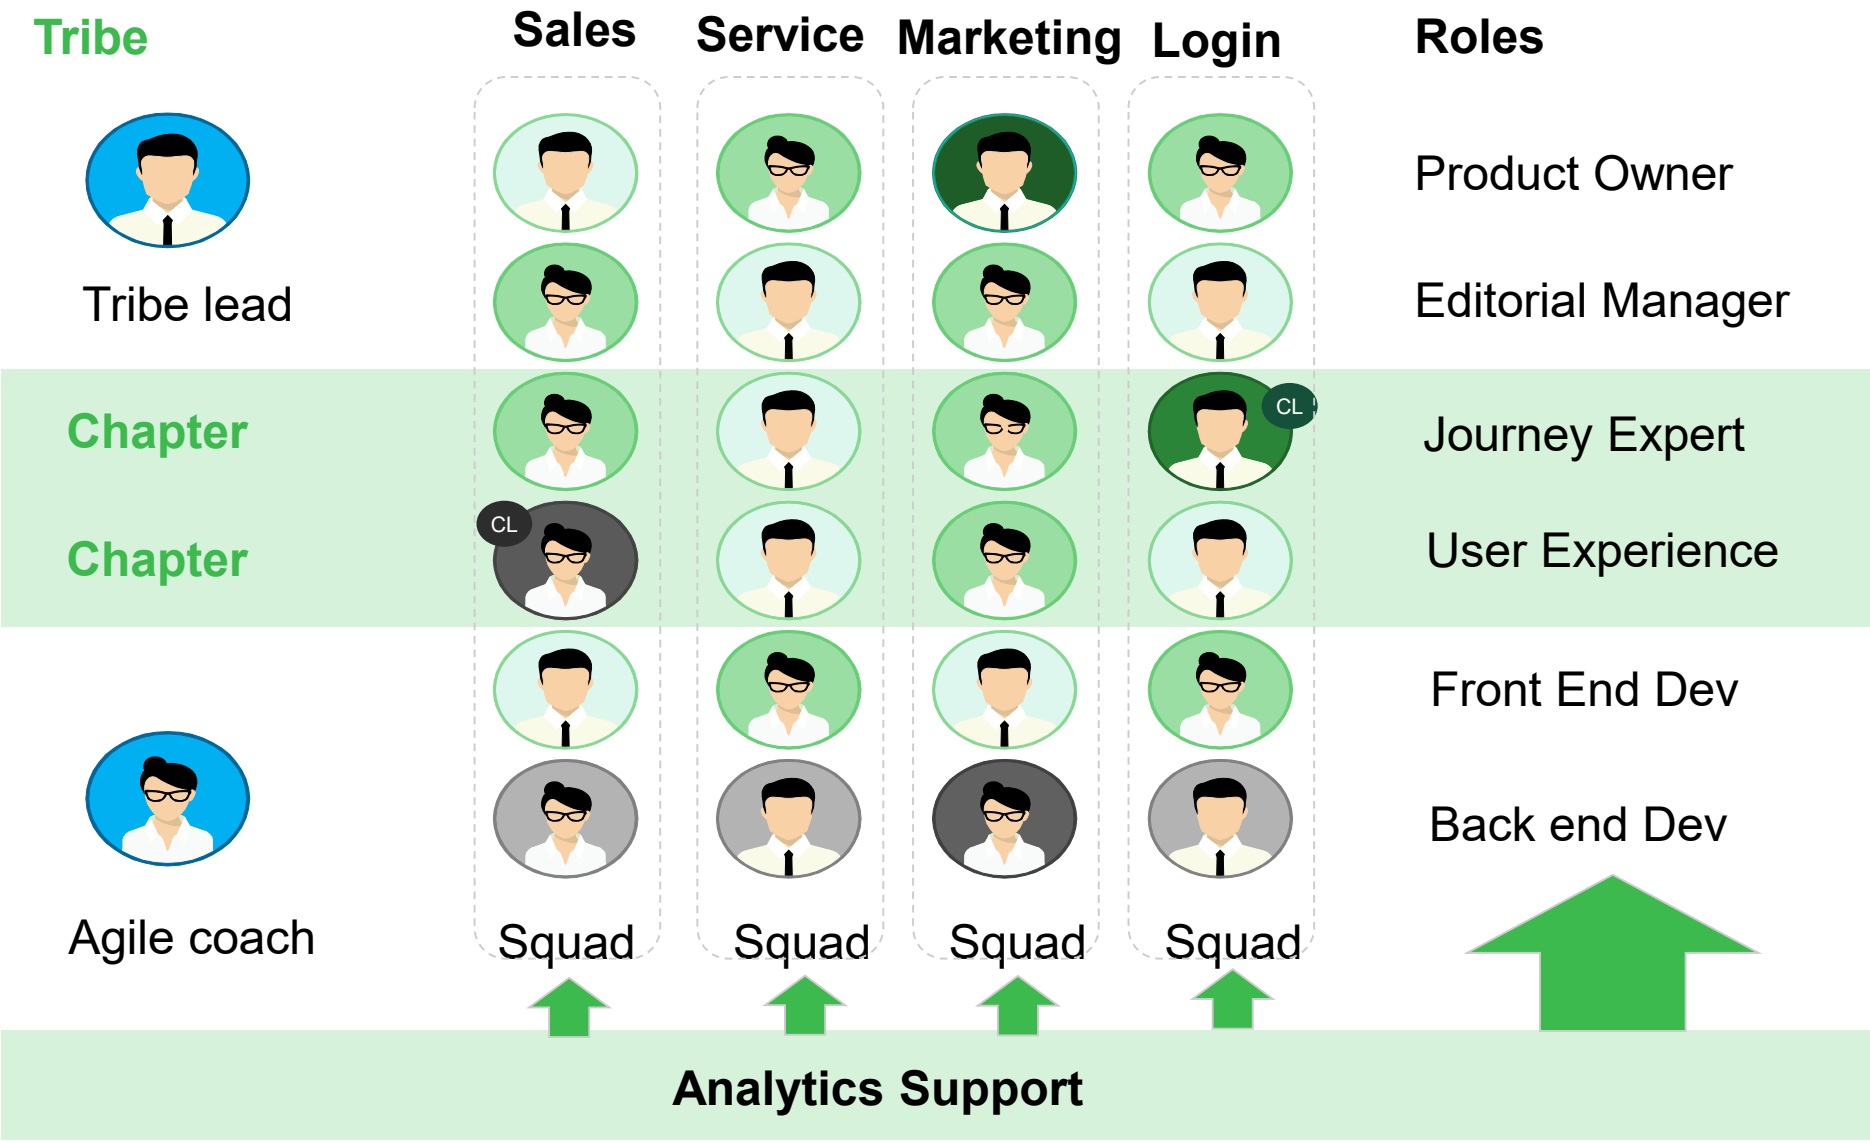 Tribe
Sales
Service
Marketing
Login
Roles
Product Owner
Tribe lead
Editorial Manager
Chapter
CL
Journey Expert
Chapter
CL
User Experience
Front End Dev
Back end Dev
Agile coach
Squad
Squad
Squad
Squad
Analytics Support